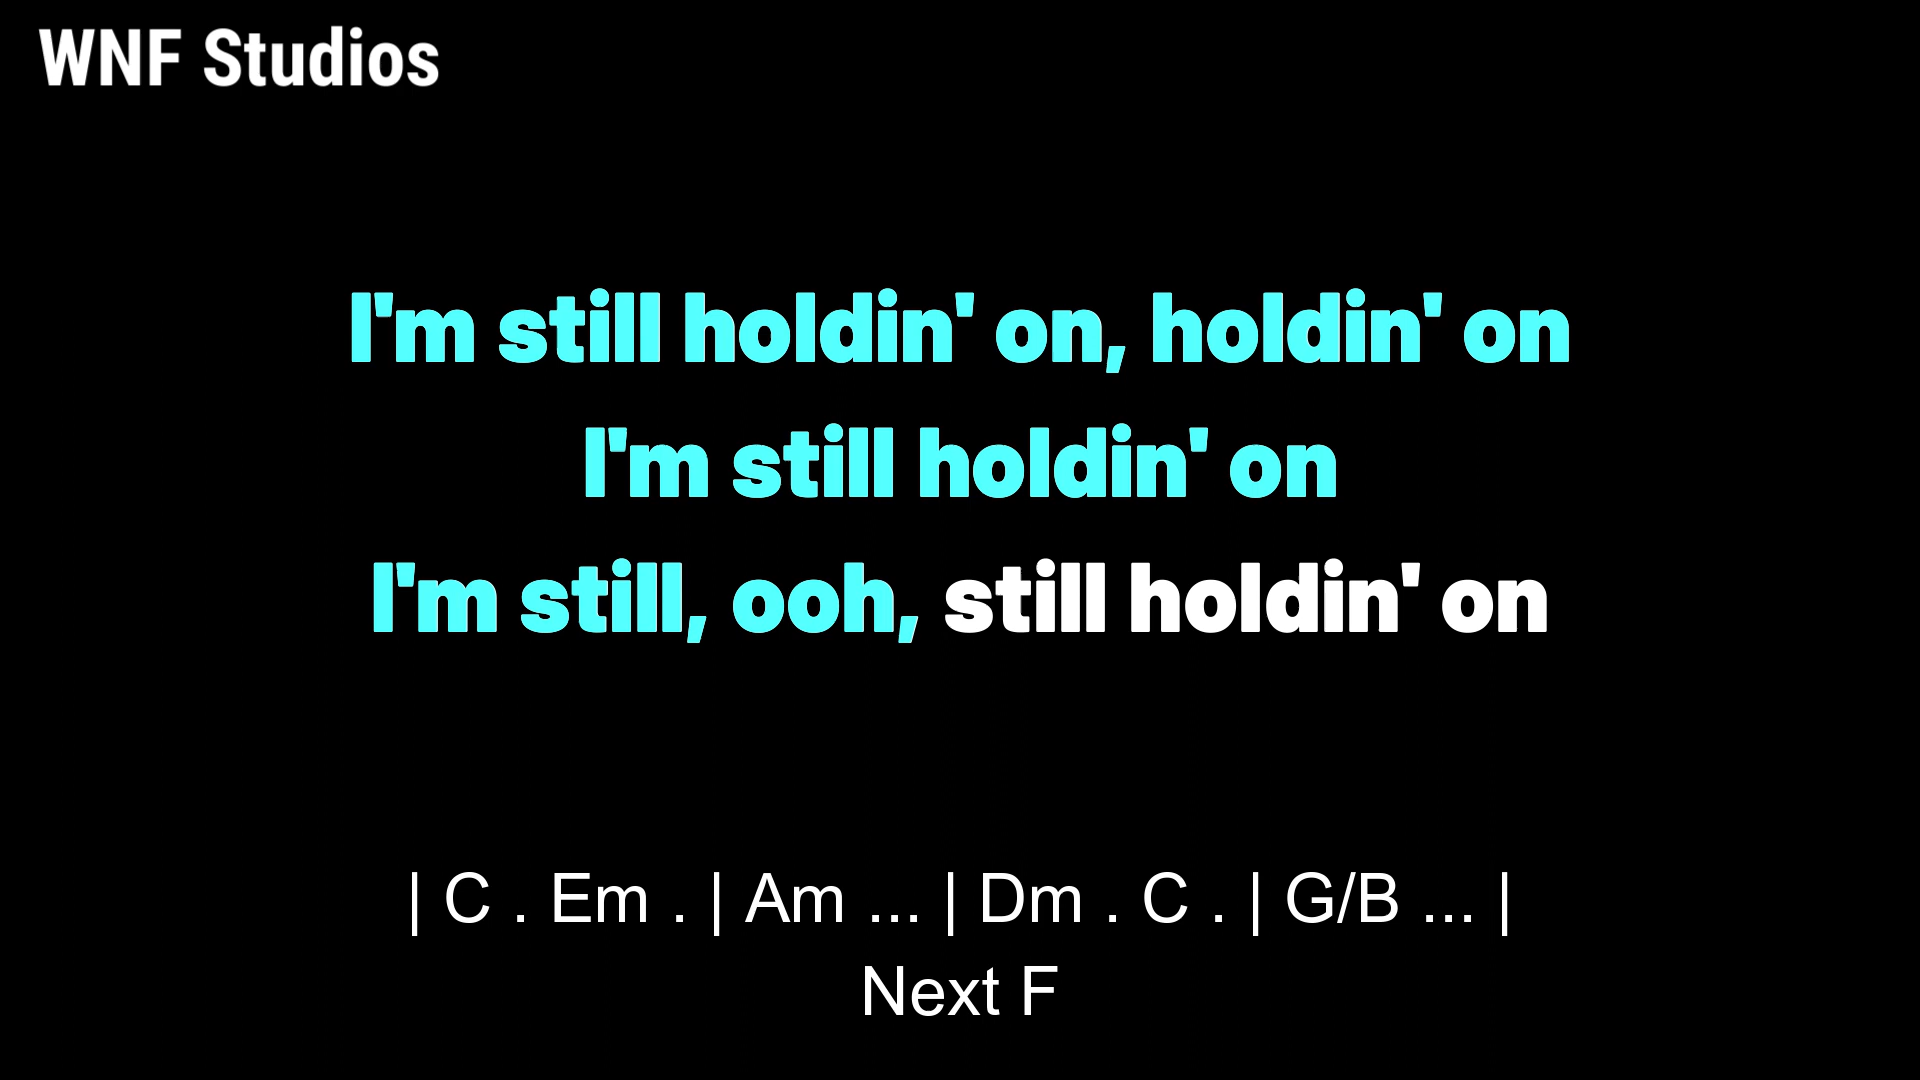 WNF Studios
I'm still holdin' on, holdin' on
I'm still holdin' on
I'm still, ooh, still holdin' on
| C . Em . | Am ... | Dm . C . | G/B ... |
Next F